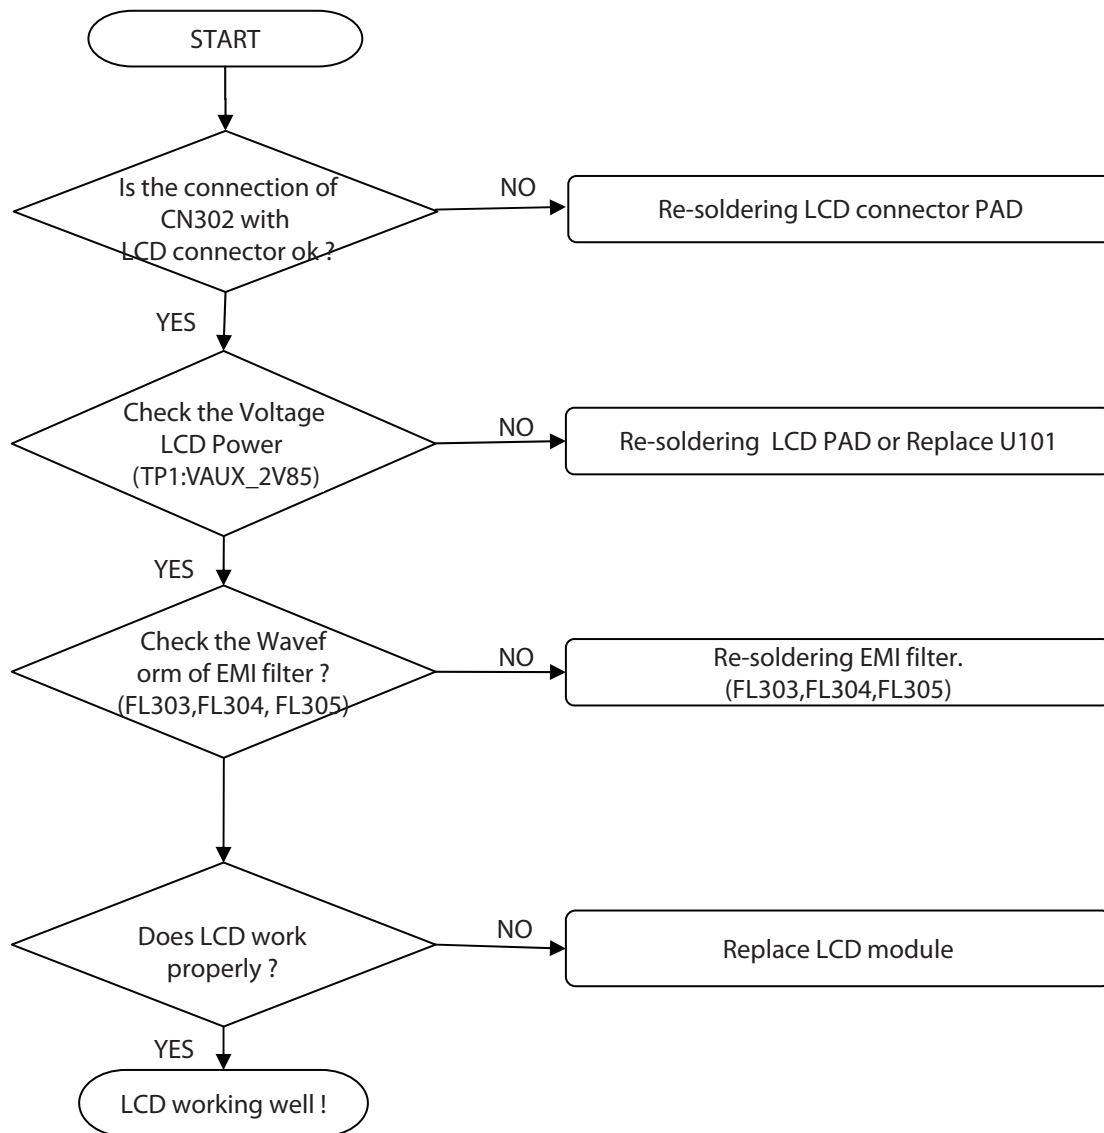 START
Is the connection of
CN302 with
LCD connector ok ?
NO
Re-soldering LCD connector PAD
YES
Check the Voltage
LCD Power
(TP1:VAUX_2V85)
NO
Re-soldering  LCD PAD or Replace U101
YES
Check the Wavef
orm of EMI filter ?
(FL303,FL304, FL305)
NO
Re-soldering EMI filter.
(FL303,FL304,FL305)
Does LCD work
properly ?
NO
Replace LCD module
YES
LCD working well !